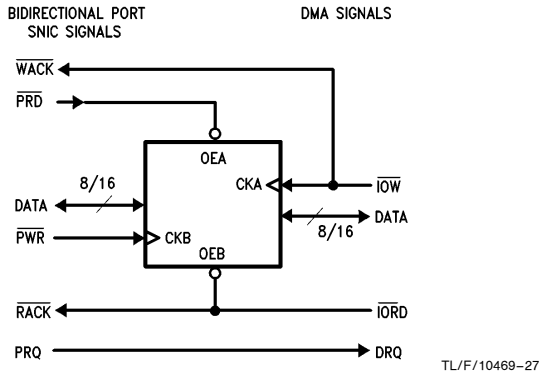 BIDIRECTIONAL PORT
SNIC SIGNALS
DMA SIGNALS
WACK
PRD
OEA
8/16
CKA
IOW
DATA
DATA
8/16
PWR
CKB
OEB
RACK
IORD
PRQ
DRQ
TL/F/10469–27